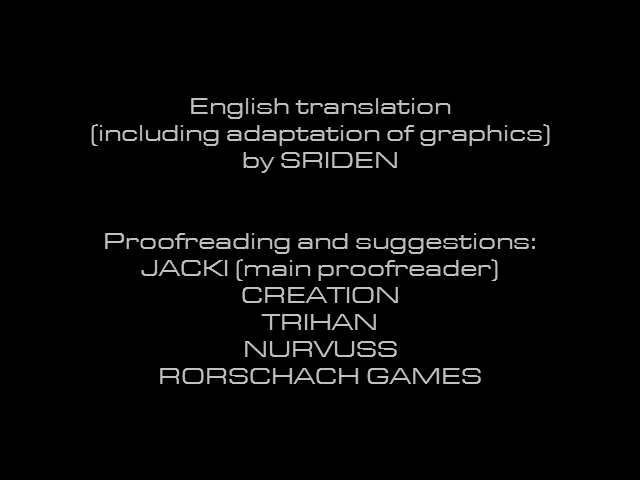 English translation
(including adaptation of graphics)
by SRIDEN
Proofreading and suggestions:
JACKI (main proofreader)
CREATION
TRIHAN
NURVUSS
RORSCHACH GAMES